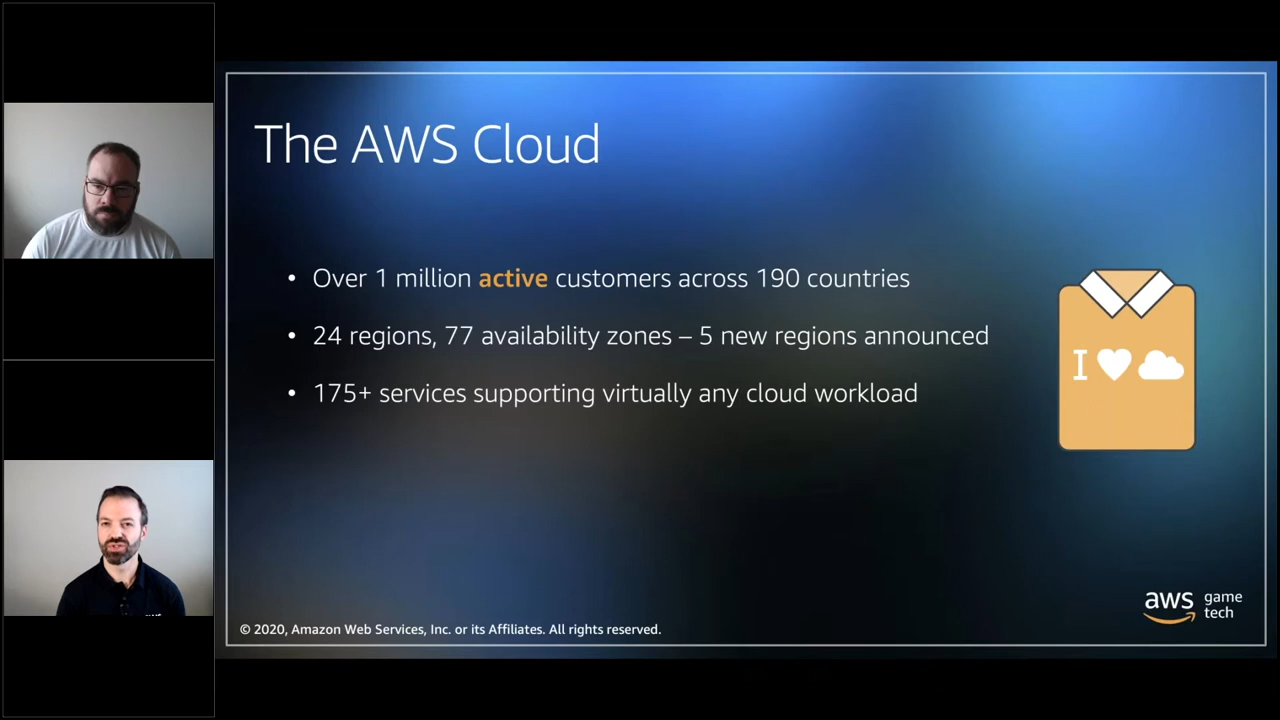 The AWS Cloud
• Over 1 million active customers across 190 countries
• 24 regions, 77 availability zones – 5 new regions announced
• 175+ services supporting virtually any cloud workload
I
aws game tech
© 2020, Amazon Web Services, Inc. or its Affiliates. All rights reserved.